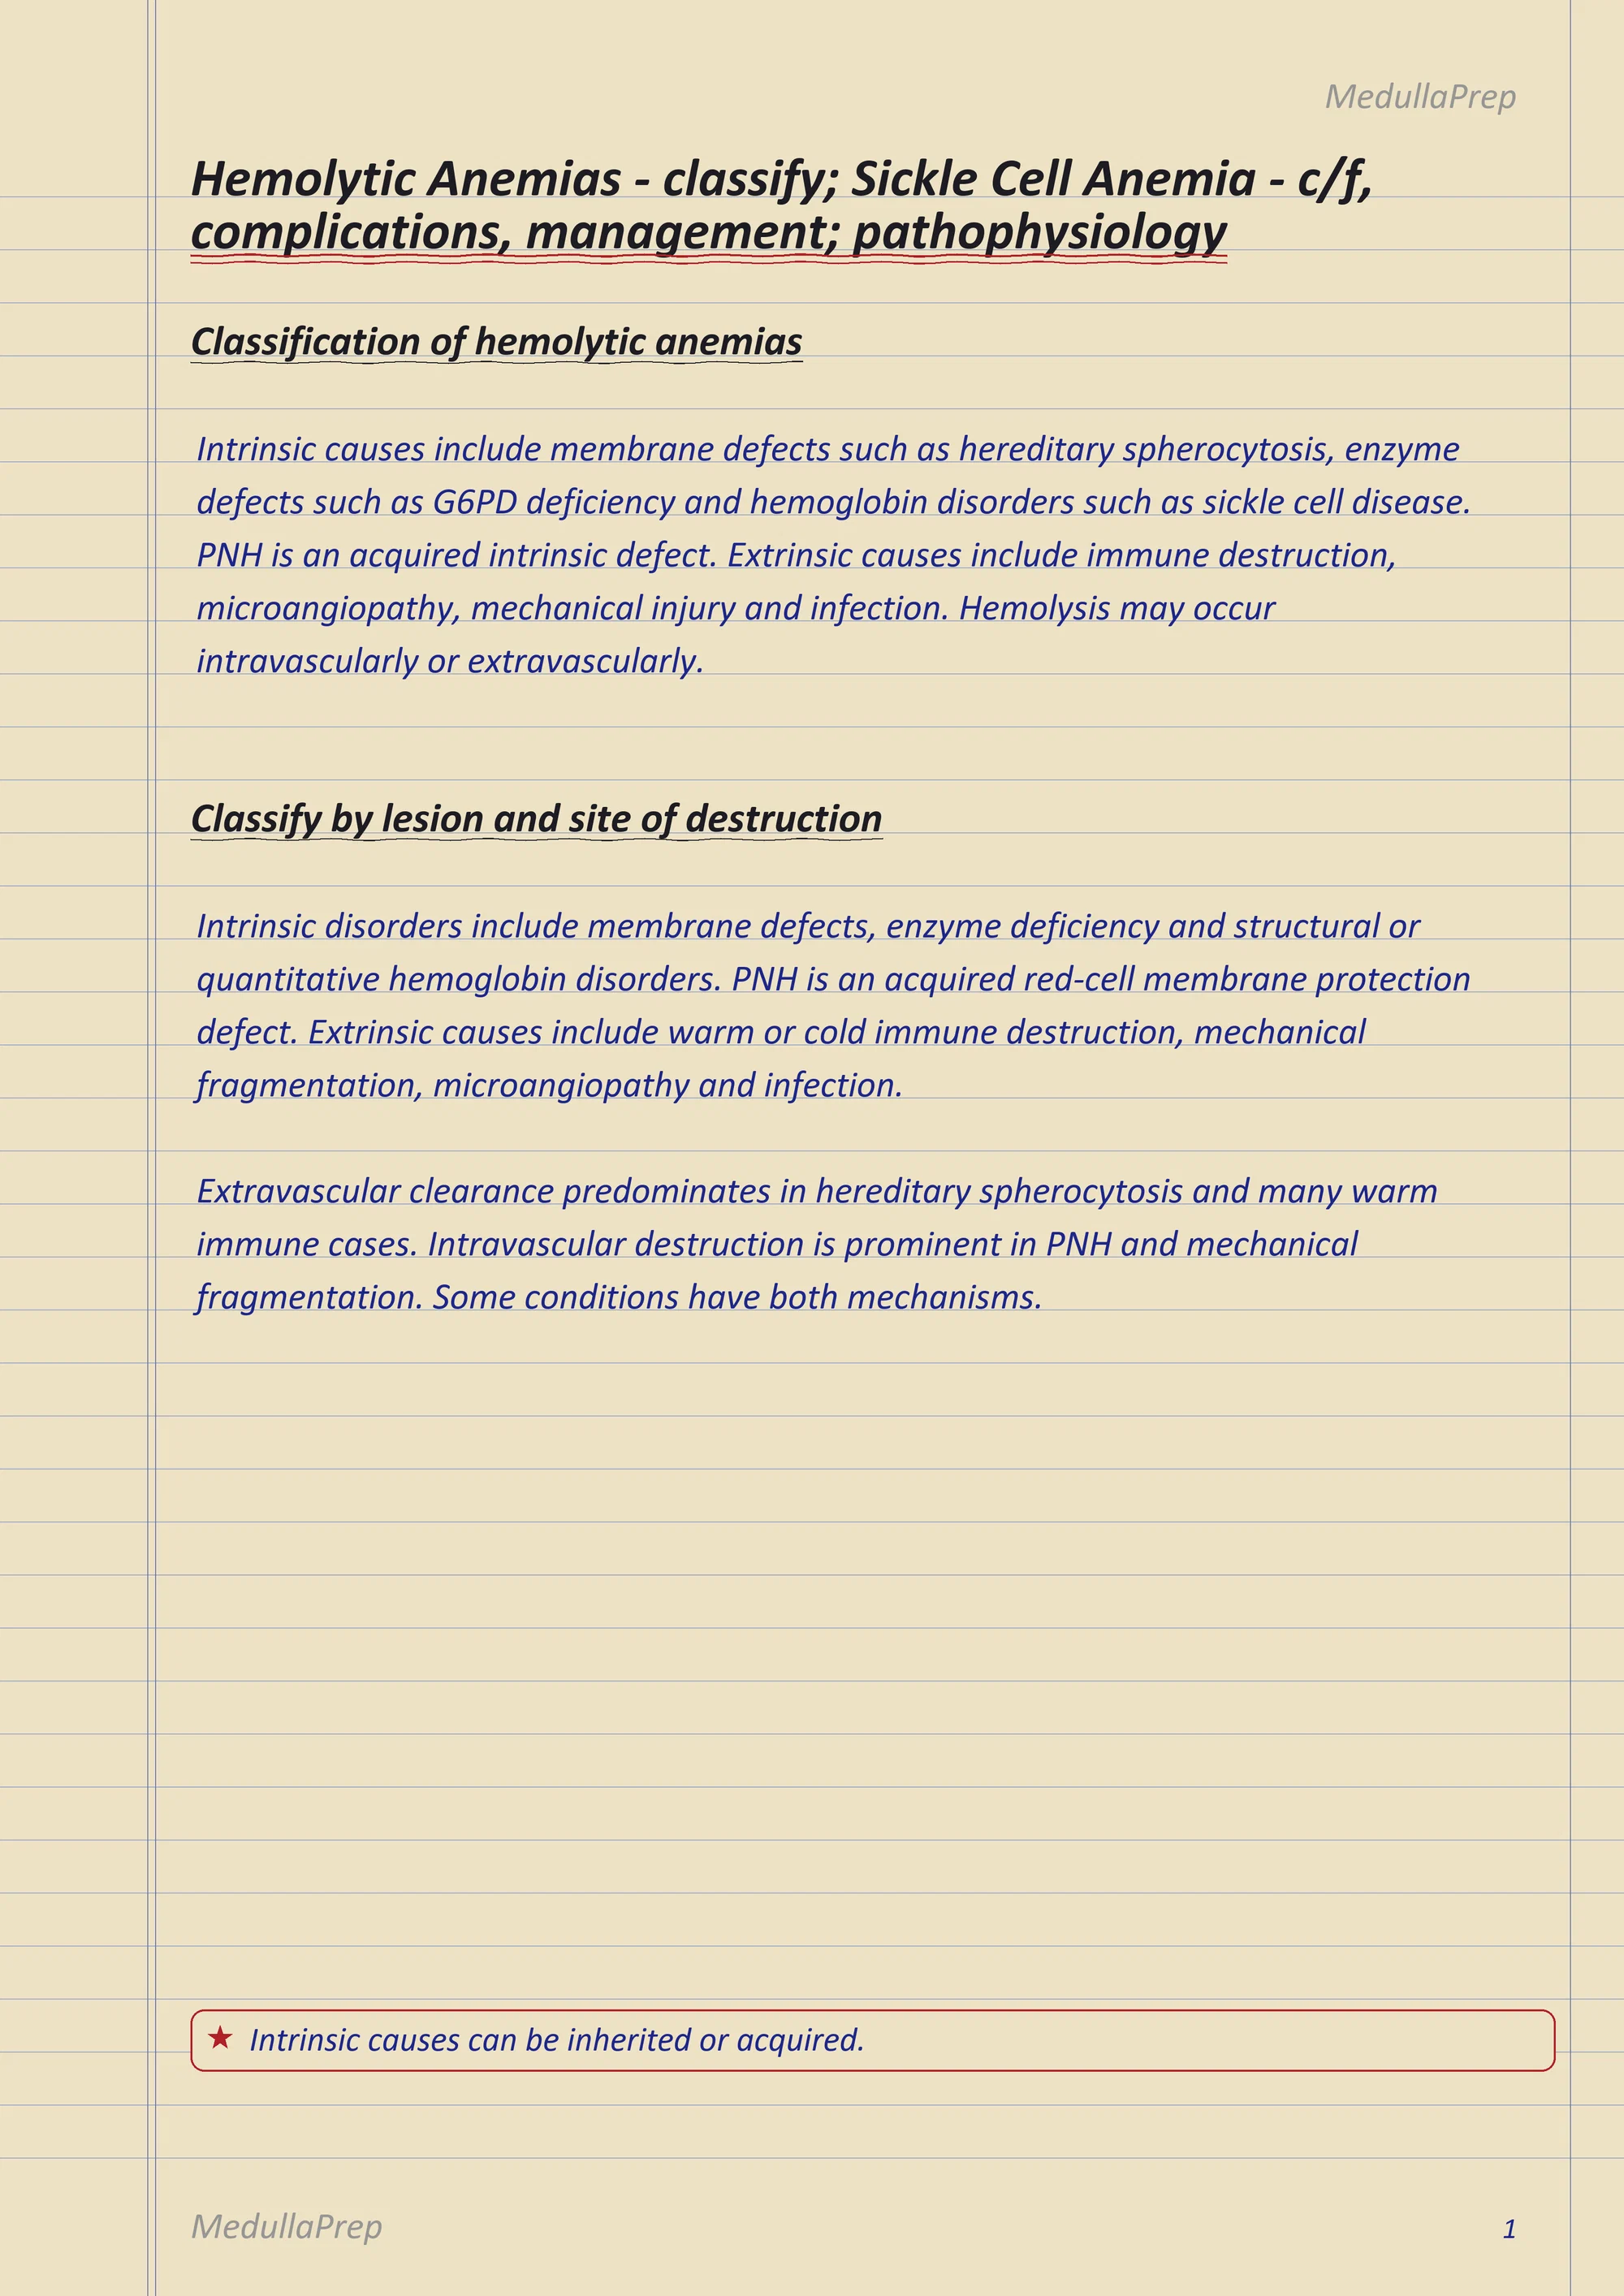 MedullaPrep
Hemolytic Anemias - classify; Sickle Cell Anemia - c/f,
complications, management; pathophysiology
Classification of hemolytic anemias
Intrinsic causes include membrane defects such as hereditary spherocytosis, enzyme
defects such as G6PD deficiency and hemoglobin disorders such as sickle cell disease.
PNH is an acquired intrinsic defect. Extrinsic causes include immune destruction,
microangiopathy, mechanical injury and infection. Hemolysis may occur
intravascularly or extravascularly.
Classify by lesion and site of destruction
Intrinsic disorders include membrane defects, enzyme deficiency and structural or
quantitative hemoglobin disorders. PNH is an acquired red-cell membrane protection
defect. Extrinsic causes include warm or cold immune destruction, mechanical
fragmentation, microangiopathy and infection.
Extravascular clearance predominates in hereditary spherocytosis and many warm
immune cases. Intravascular destruction is prominent in PNH and mechanical
fragmentation. Some conditions have both mechanisms.
★ Intrinsic causes can be inherited or acquired.
MedullaPrep
1